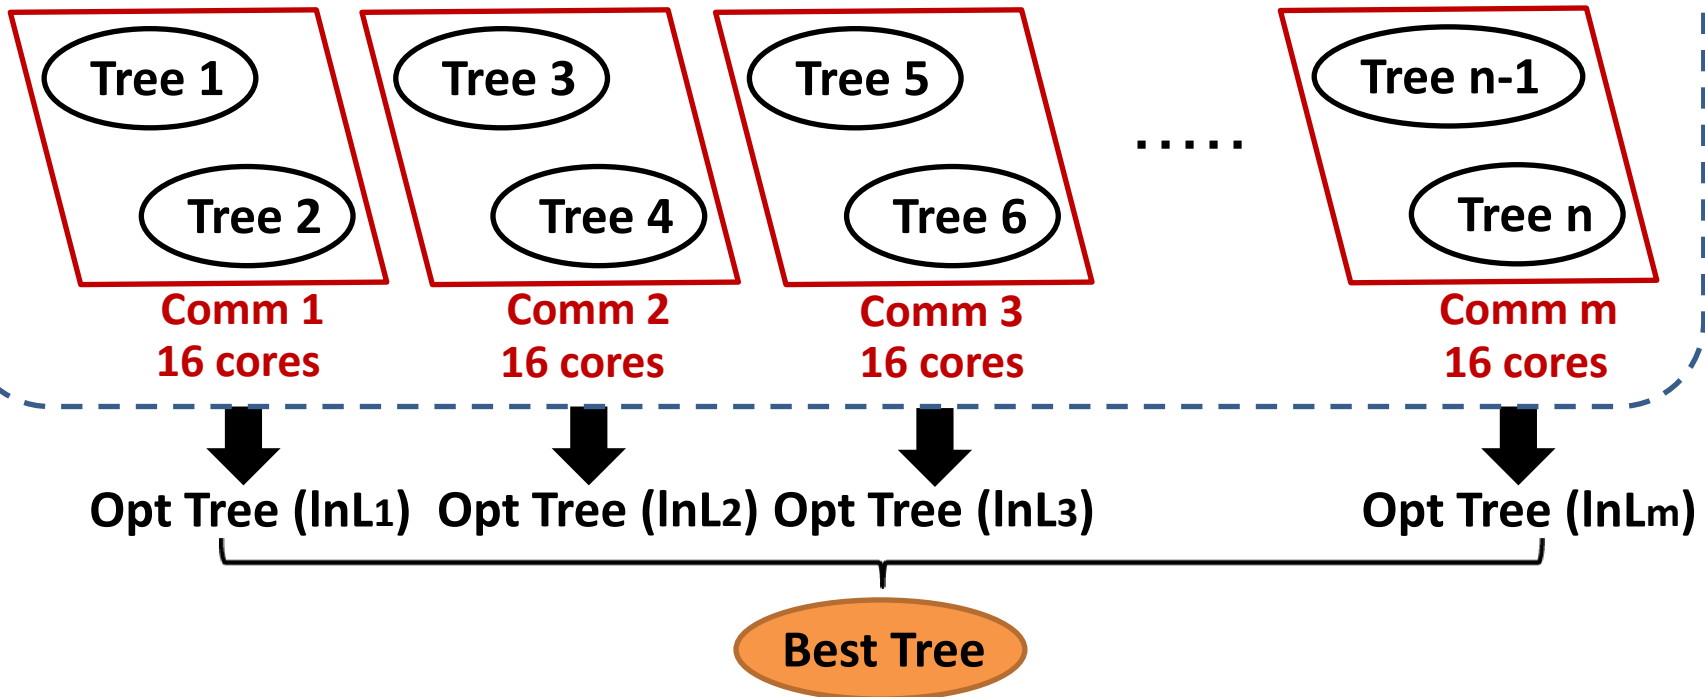 Tree 1 Tree 3 Tree 5 Tree n-1
.....
Tree 2 Tree 4 Tree 6 Tree n
Comm 1 Comm 2 Comm 3 Comm m
16 cores 16 cores 16 cores 16 cores
Opt Tree (lnL1) Opt Tree (lnL2) Opt Tree (lnL3) Opt Tree (lnLm)
Best Tree